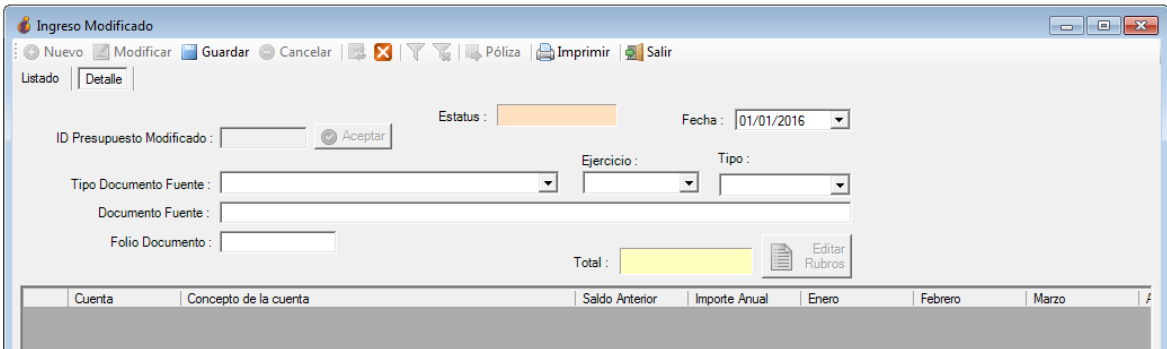 Ingreso Modificado
Nuevo Modificar Guardar Cancelar Póliza Imprimir Salir
Listado Detalle
Estatus : Fecha : 01/01/2016
ID Presupuesto Modificado : Aceptar
Ejercicio : Tipo :
Tipo Documento Fuente :
Documento Fuente :
Folio Documento :
Total : Editar Rubros
Cuenta Concepto de la cuenta Saldo Anterior Importe Anual Enero Febrero Marzo